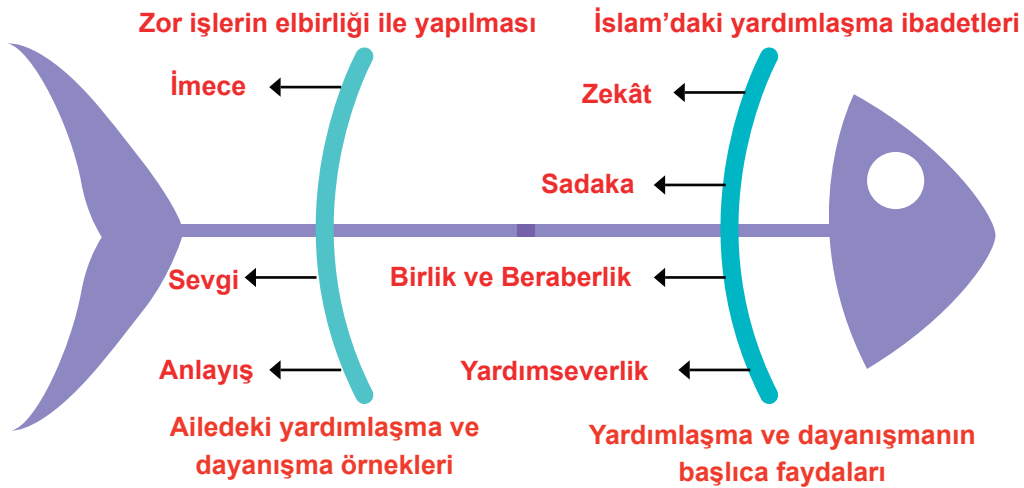 Zor işlerin elbirliği ile yapılması
İslam’daki yardımlaşma ibadetleri
İmece
Zekât
Sadaka
Sevgi
Birlik ve Beraberlik
Anlayış
Yardımseverlik
Ailedeki yardımlaşma ve
dayanışma örnekleri
Yardımlaşma ve dayanışmanın
başlıca faydaları